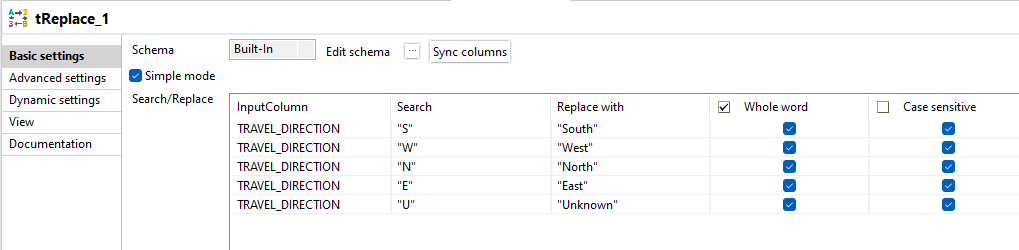 tReplace_1
Basic settings
Advanced settings
Dynamic settings
View
Documentation
Schema Built-In Edit schema ... Sync columns
Simple mode
Search/Replace
InputColumn Search Replace with Whole word Case sensitive
TRAVEL_DIRECTION "S" "South"
TRAVEL_DIRECTION "W" "West"
TRAVEL_DIRECTION "N" "North"
TRAVEL_DIRECTION "E" "East"
TRAVEL_DIRECTION "U" "Unknown"